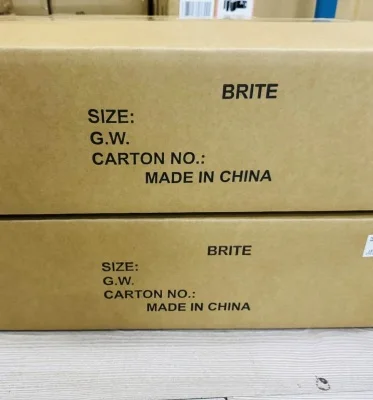 BRITE
SIZE:
G.W.
CARTON NO.:
MADE IN CHINA
BRITE
SIZE:
G.W.
CARTON NO.:
MADE IN CHINA